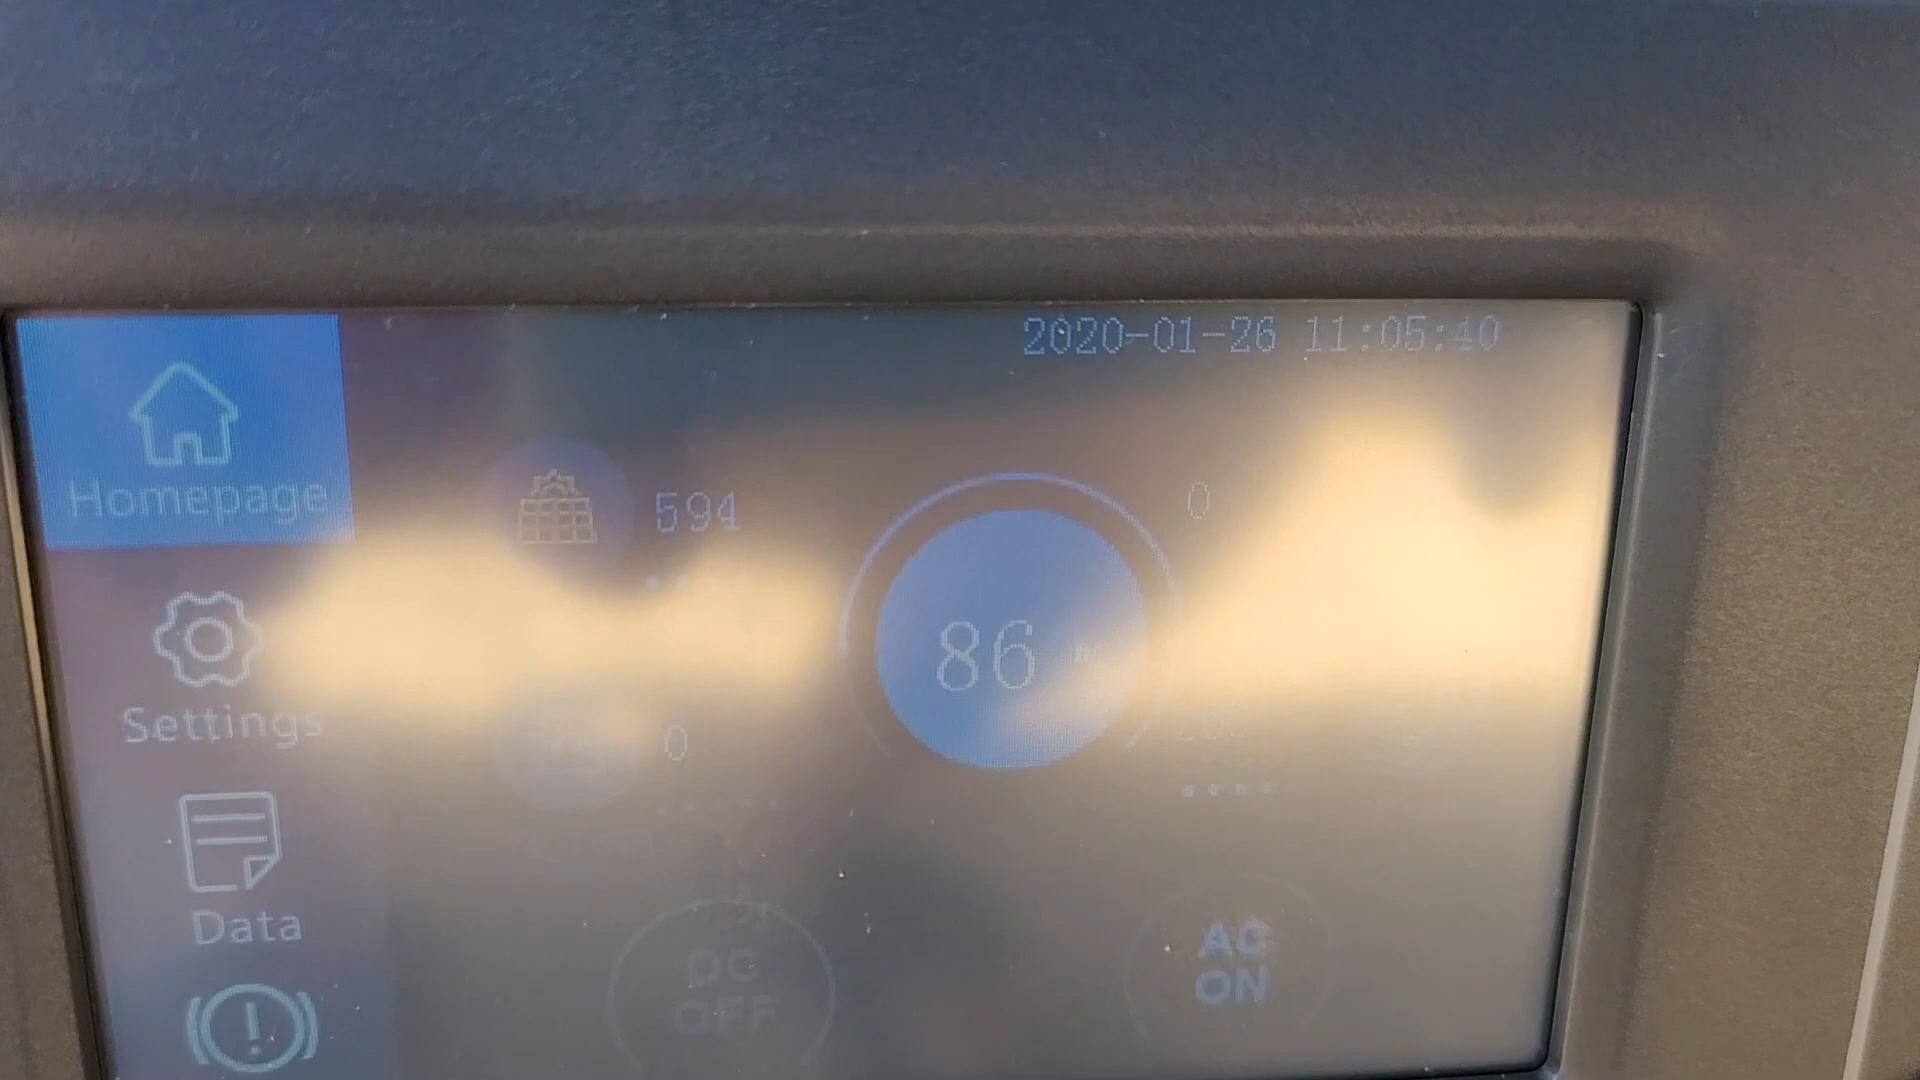 2020-01-26 11:05:40
Homepage
594
0
86 %
Settings
0
Data
DC
OFF
AC
ON